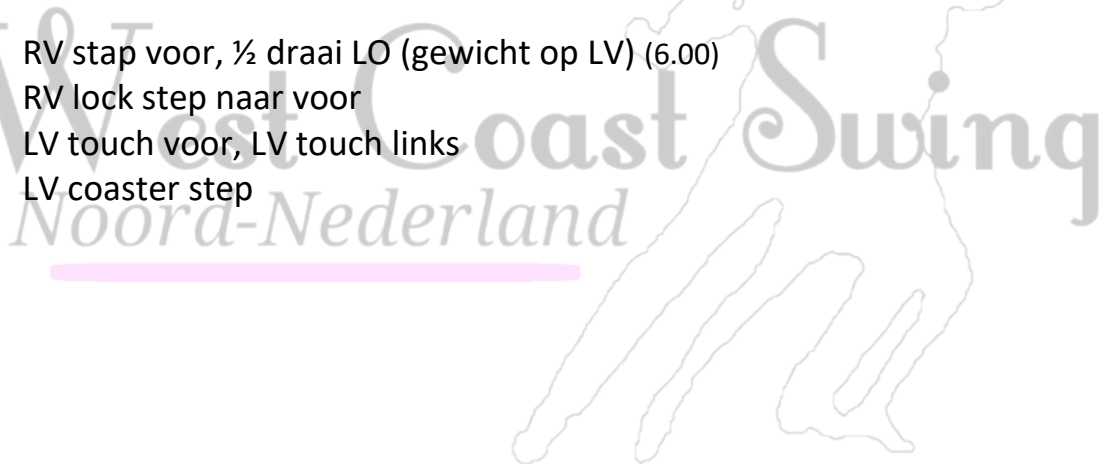 RV stap voor, ½ draai LO (gewicht op LV) (6.00)
RV lock step naar voor
LV touch voor, LV touch links
LV coaster step
West Coast Swing
Noord-Nederland